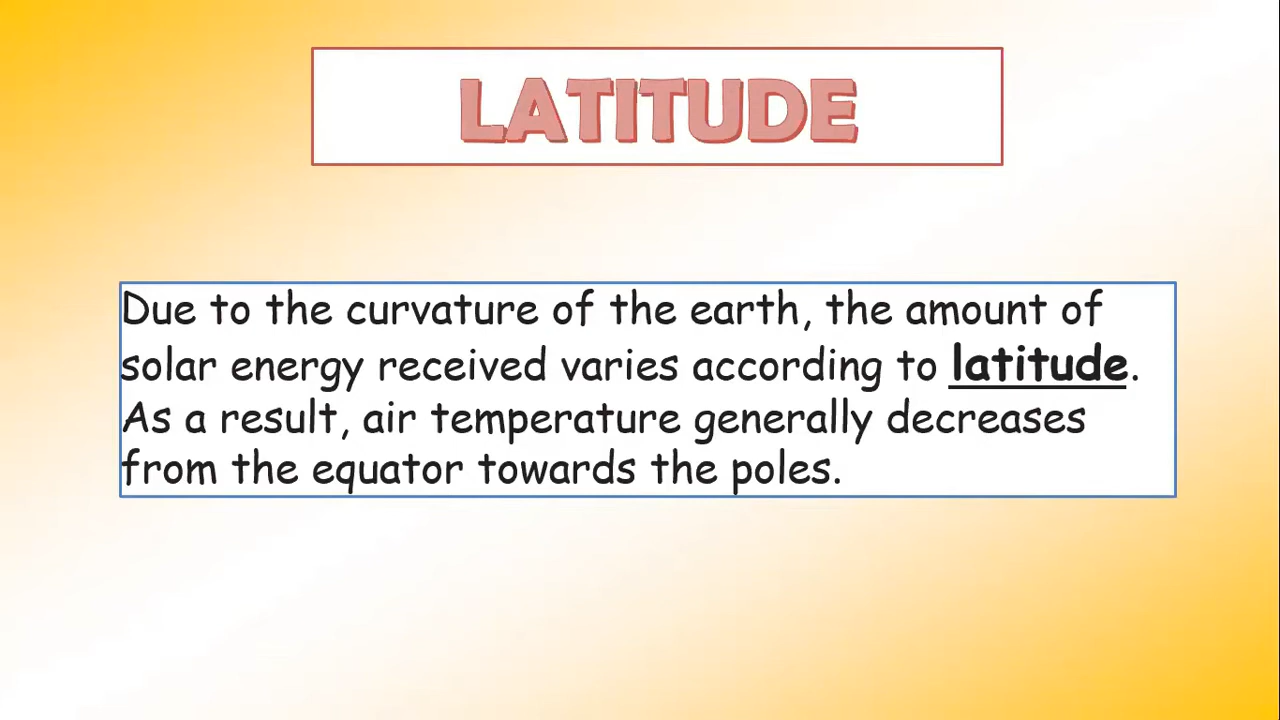 LATITUDE
Due to the curvature of the earth, the amount of
solar energy received varies according to latitude.
As a result, air temperature generally decreases
from the equator towards the poles.